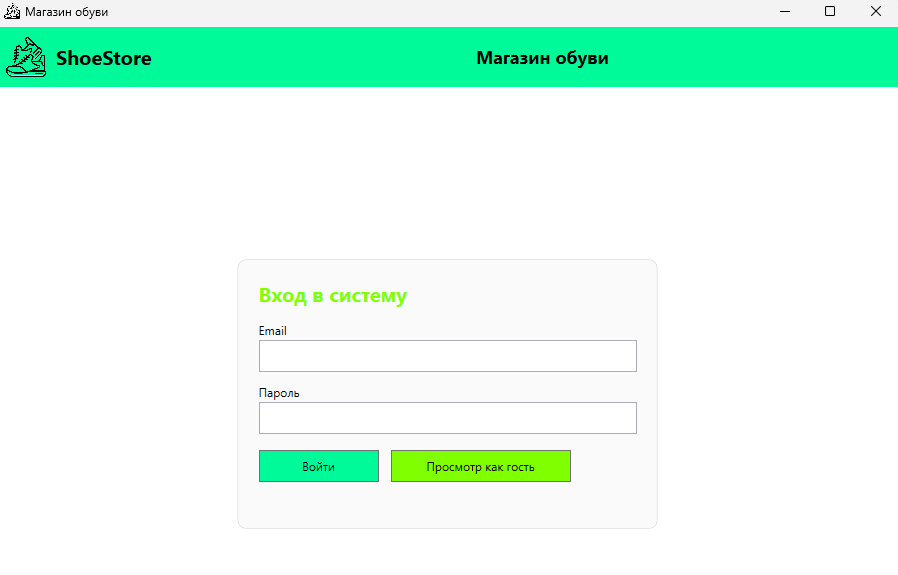 Магазин обуви
ShoeStore
Магазин обуви
Вход в систему
Email
Пароль
Войти
Просмотр как гость